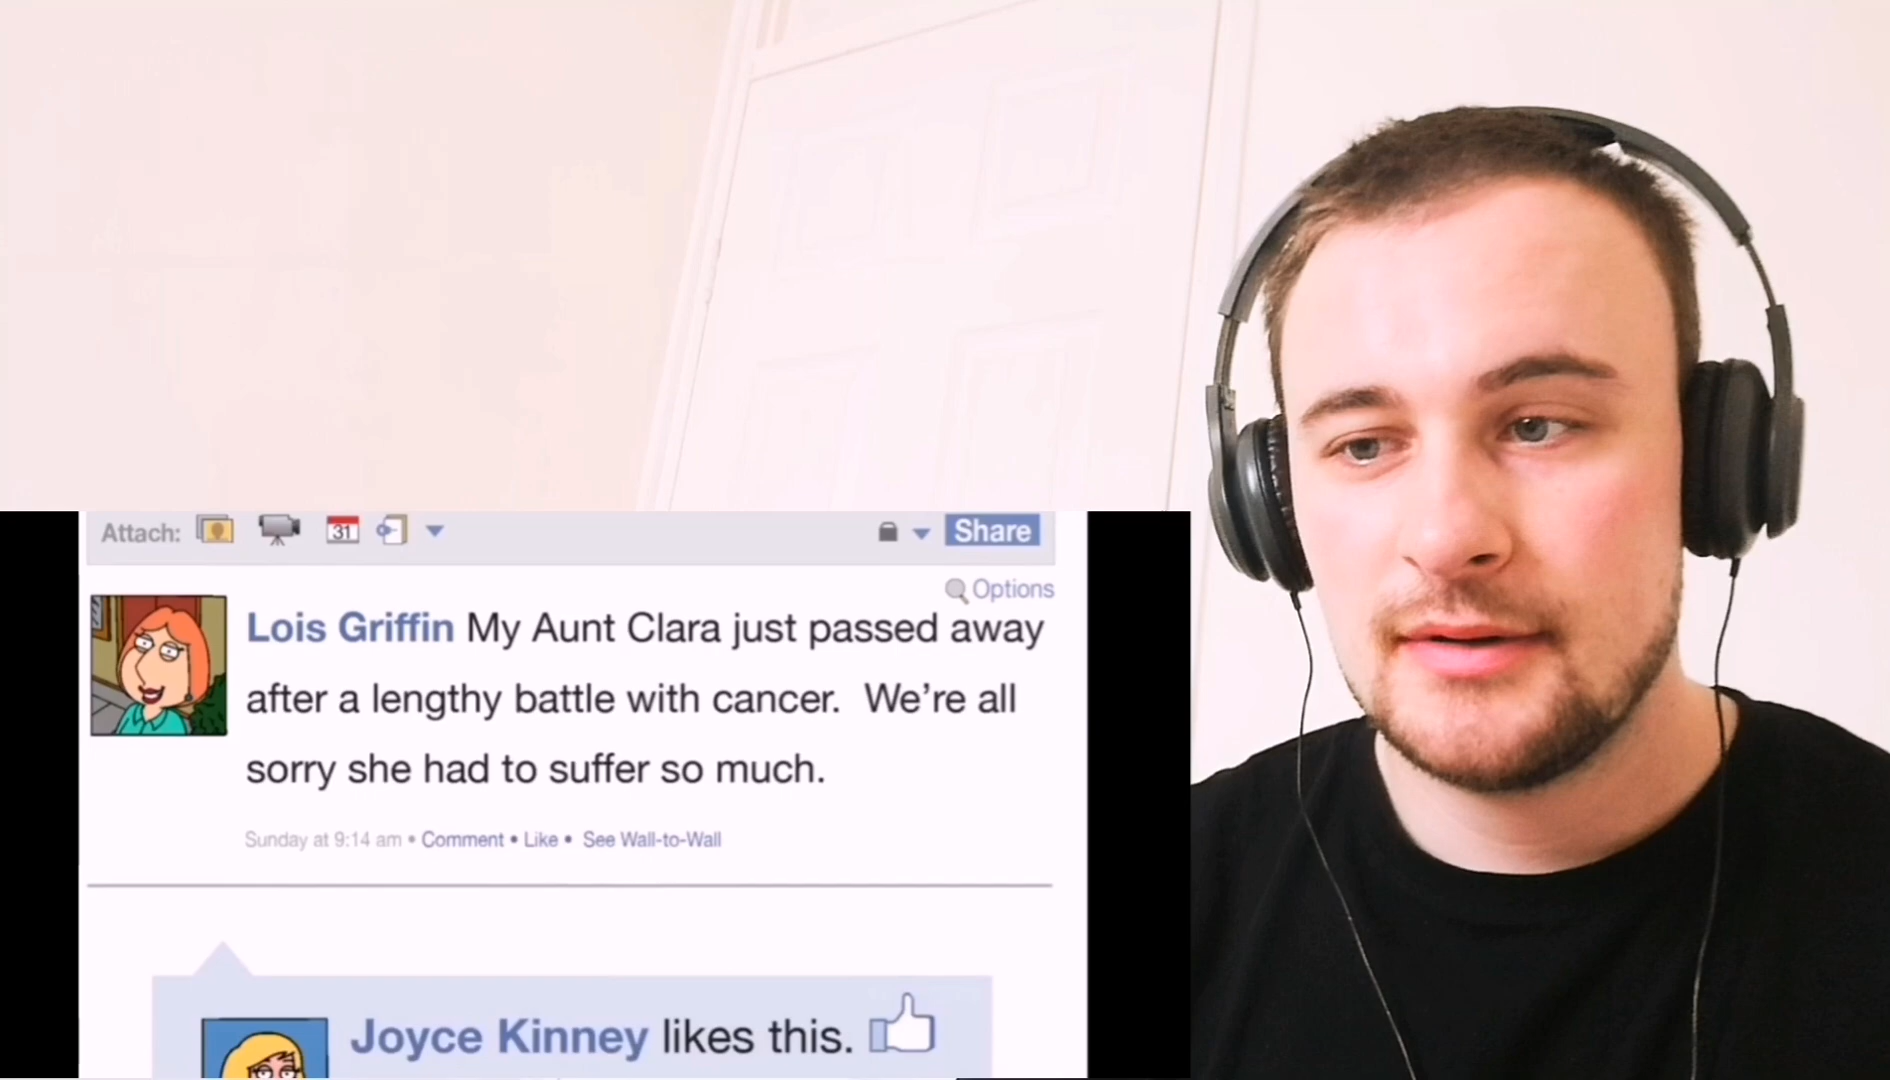 Attach: 31 Share
Options
Lois Griffin My Aunt Clara just passed away
after a lengthy battle with cancer. We're all
sorry she had to suffer so much.
Sunday at 9:14 am • Comment • Like • See Wall-to-Wall
Joyce Kinney likes this.